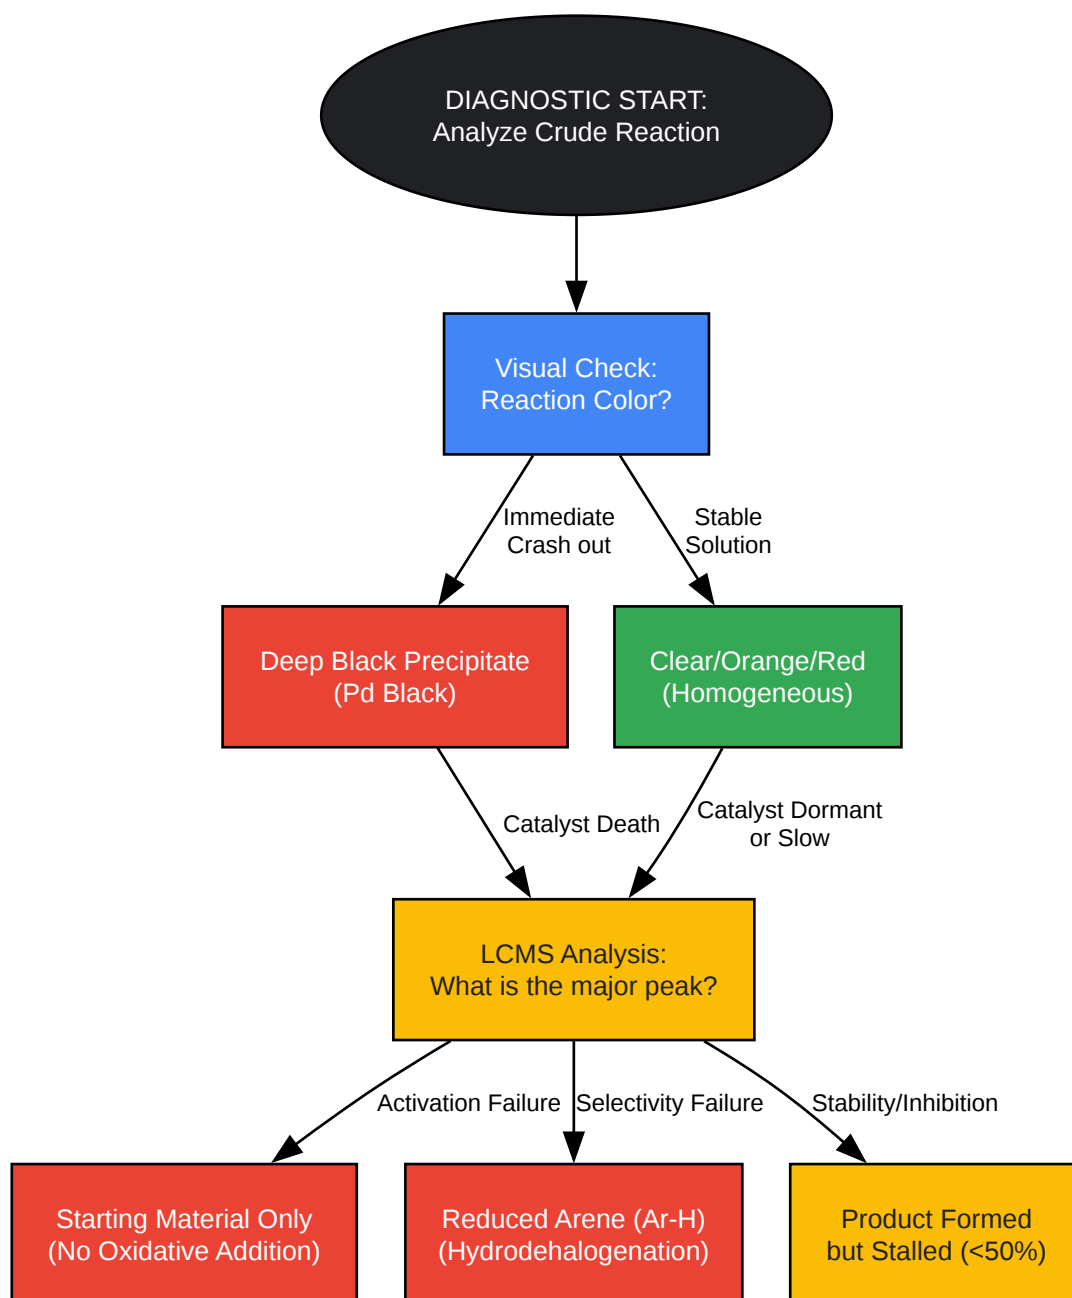 DIAGNOSTIC START:
Analyze Crude Reaction
Visual Check:
Reaction Color?
Immediate
Crash out
Stable
Solution
Deep Black Precipitate
(Pd Black)
Clear/Orange/Red
(Homogeneous)
Catalyst Death
Catalyst Dormant
or Slow
LCMS Analysis:
What is the major peak?
Activation Failure
Selectivity Failure
Stability/Inhibition
Starting Material Only
(No Oxidative Addition)
Reduced Arene (Ar-H)
(Hydrodehalogenation)
Product Formed
but Stalled (<50%)